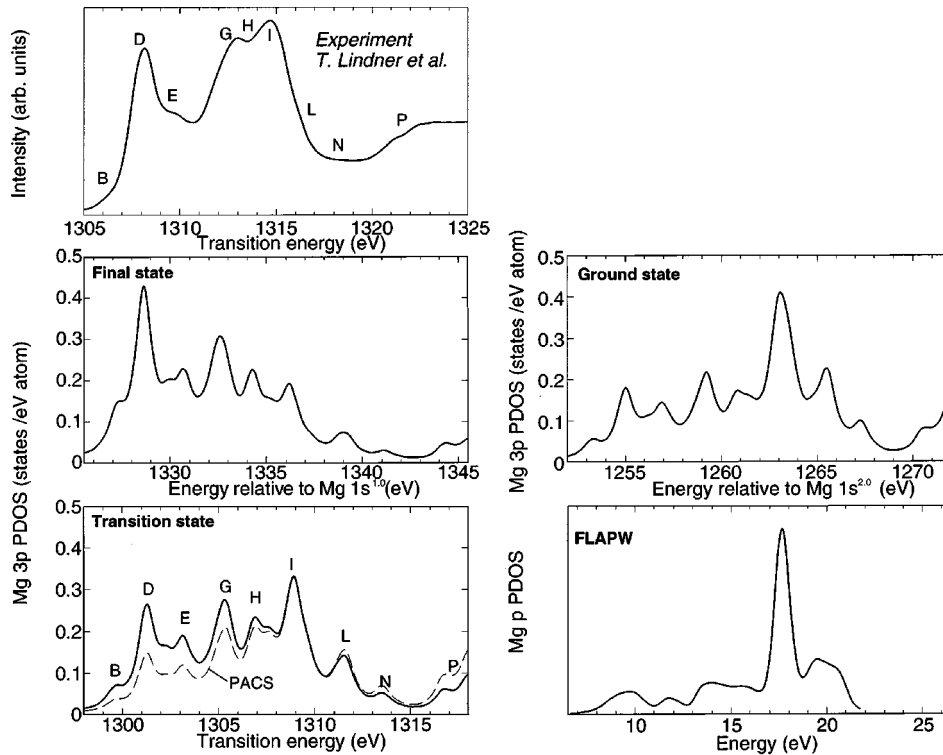 Experiment
T. Lindner et al.
B
D
E
G
H
I
L
N
P
Intensity (arb. units)
1305
1310
1315
1320
1325
Transition energy (eV)
Final state
0.5
0.4
0.3
0.2
0.1
0
1330
1335
1340
1345
Energy relative to Mg 1s1.0(eV)
Mg 3p PDOS (states /eV atom)
Ground state
0.5
0.4
0.3
0.2
0.1
0
1255
1260
1265
1270
Energy relative to Mg 1s2.0 (eV)
Mg 3p PDOS (states /eV atom)
Transition state
0.5
0.4
0.3
0.2
0.1
0
B
D
E
G
H
I
L
N
P
PACS
1300
1305
1310
1315
Transition energy (eV)
FLAPW
Mg p PDOS
10
15
20
25
Energy (eV)